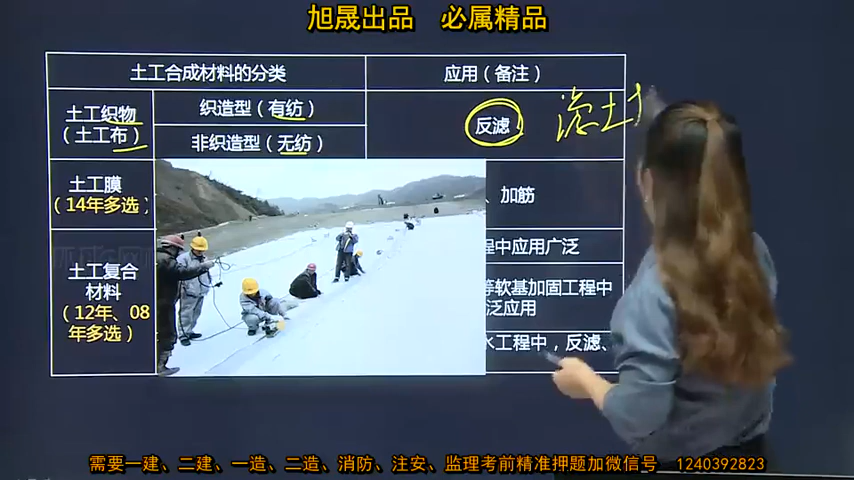 旭晟出品 必属精品
土工合成材料的分类
应用（备注）
土工织物
（土工布）
织造型（有纺）
反滤
滤土
非织造型（无纺）
土工膜
（14年多选）
、加筋
土工复合
材料
（12年、08
年多选）
程中应用广泛
等软基加固工程中
泛应用
水工程中，反滤、
需要一建、二建、一造、二造、消防、注安、监理考前精准押题加微信号 1240392823